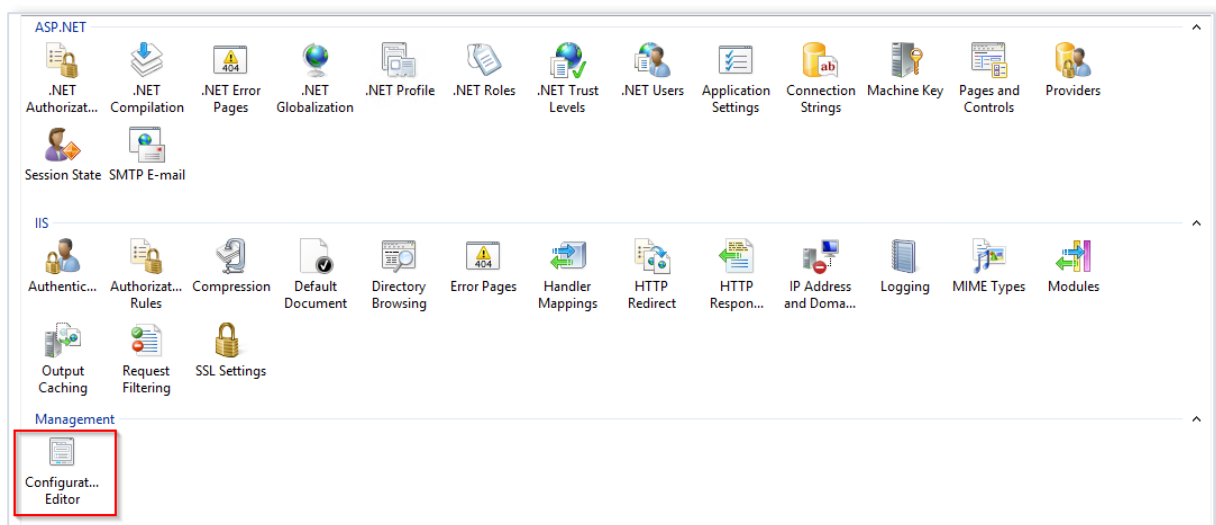 ASP.NET
.NET Authorizat...
.NET Compilation
404
.NET Error Pages
.NET Globalization
.NET Profile
.NET Roles
.NET Trust Levels
.NET Users
Application Settings
ab
Connection Strings
Machine Key
Pages and Controls
Providers
Session State
SMTP E-mail
IIS
Authentic...
Authorizat... Rules
Compression
Default Document
Directory Browsing
404
Error Pages
Handler Mappings
HTTP Redirect
HTTP Respon...
IP Address and Doma...
Logging
MIME Types
Modules
Output Caching
Request Filtering
SSL Settings
Management
Configurat... Editor